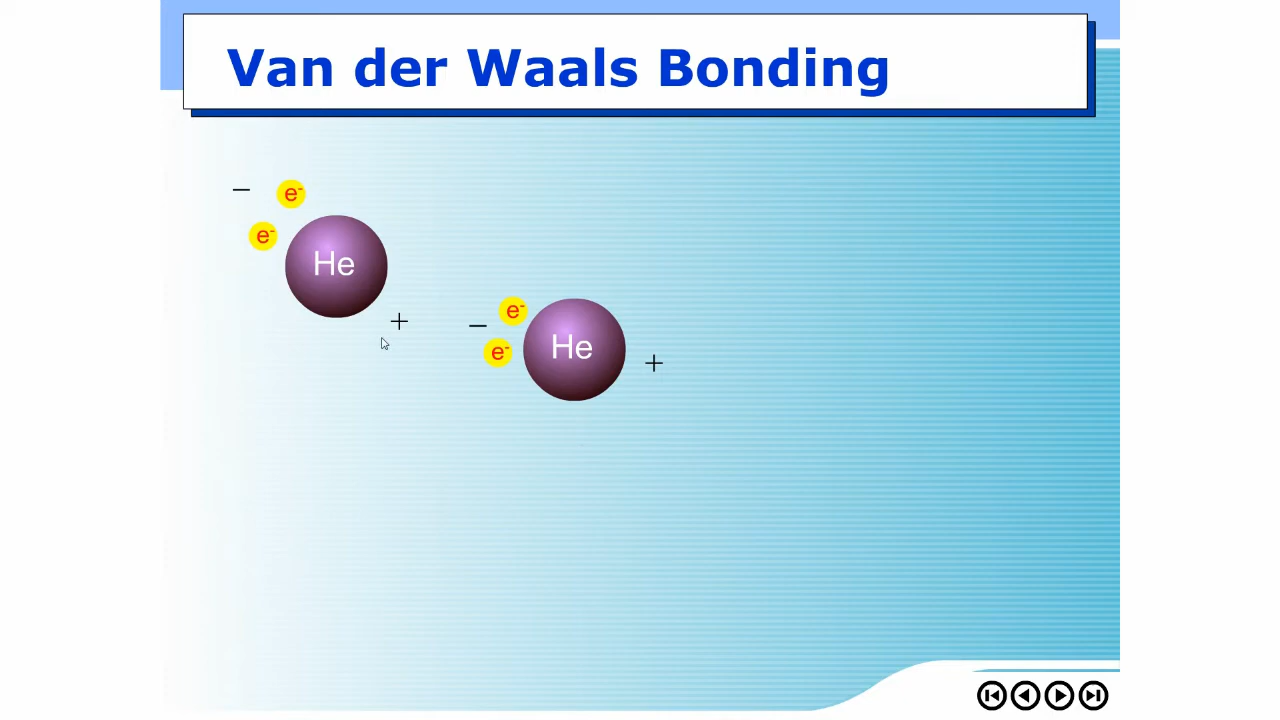 Van der Waals Bonding
– e-
e-
He
+
– e-
e-
He
+